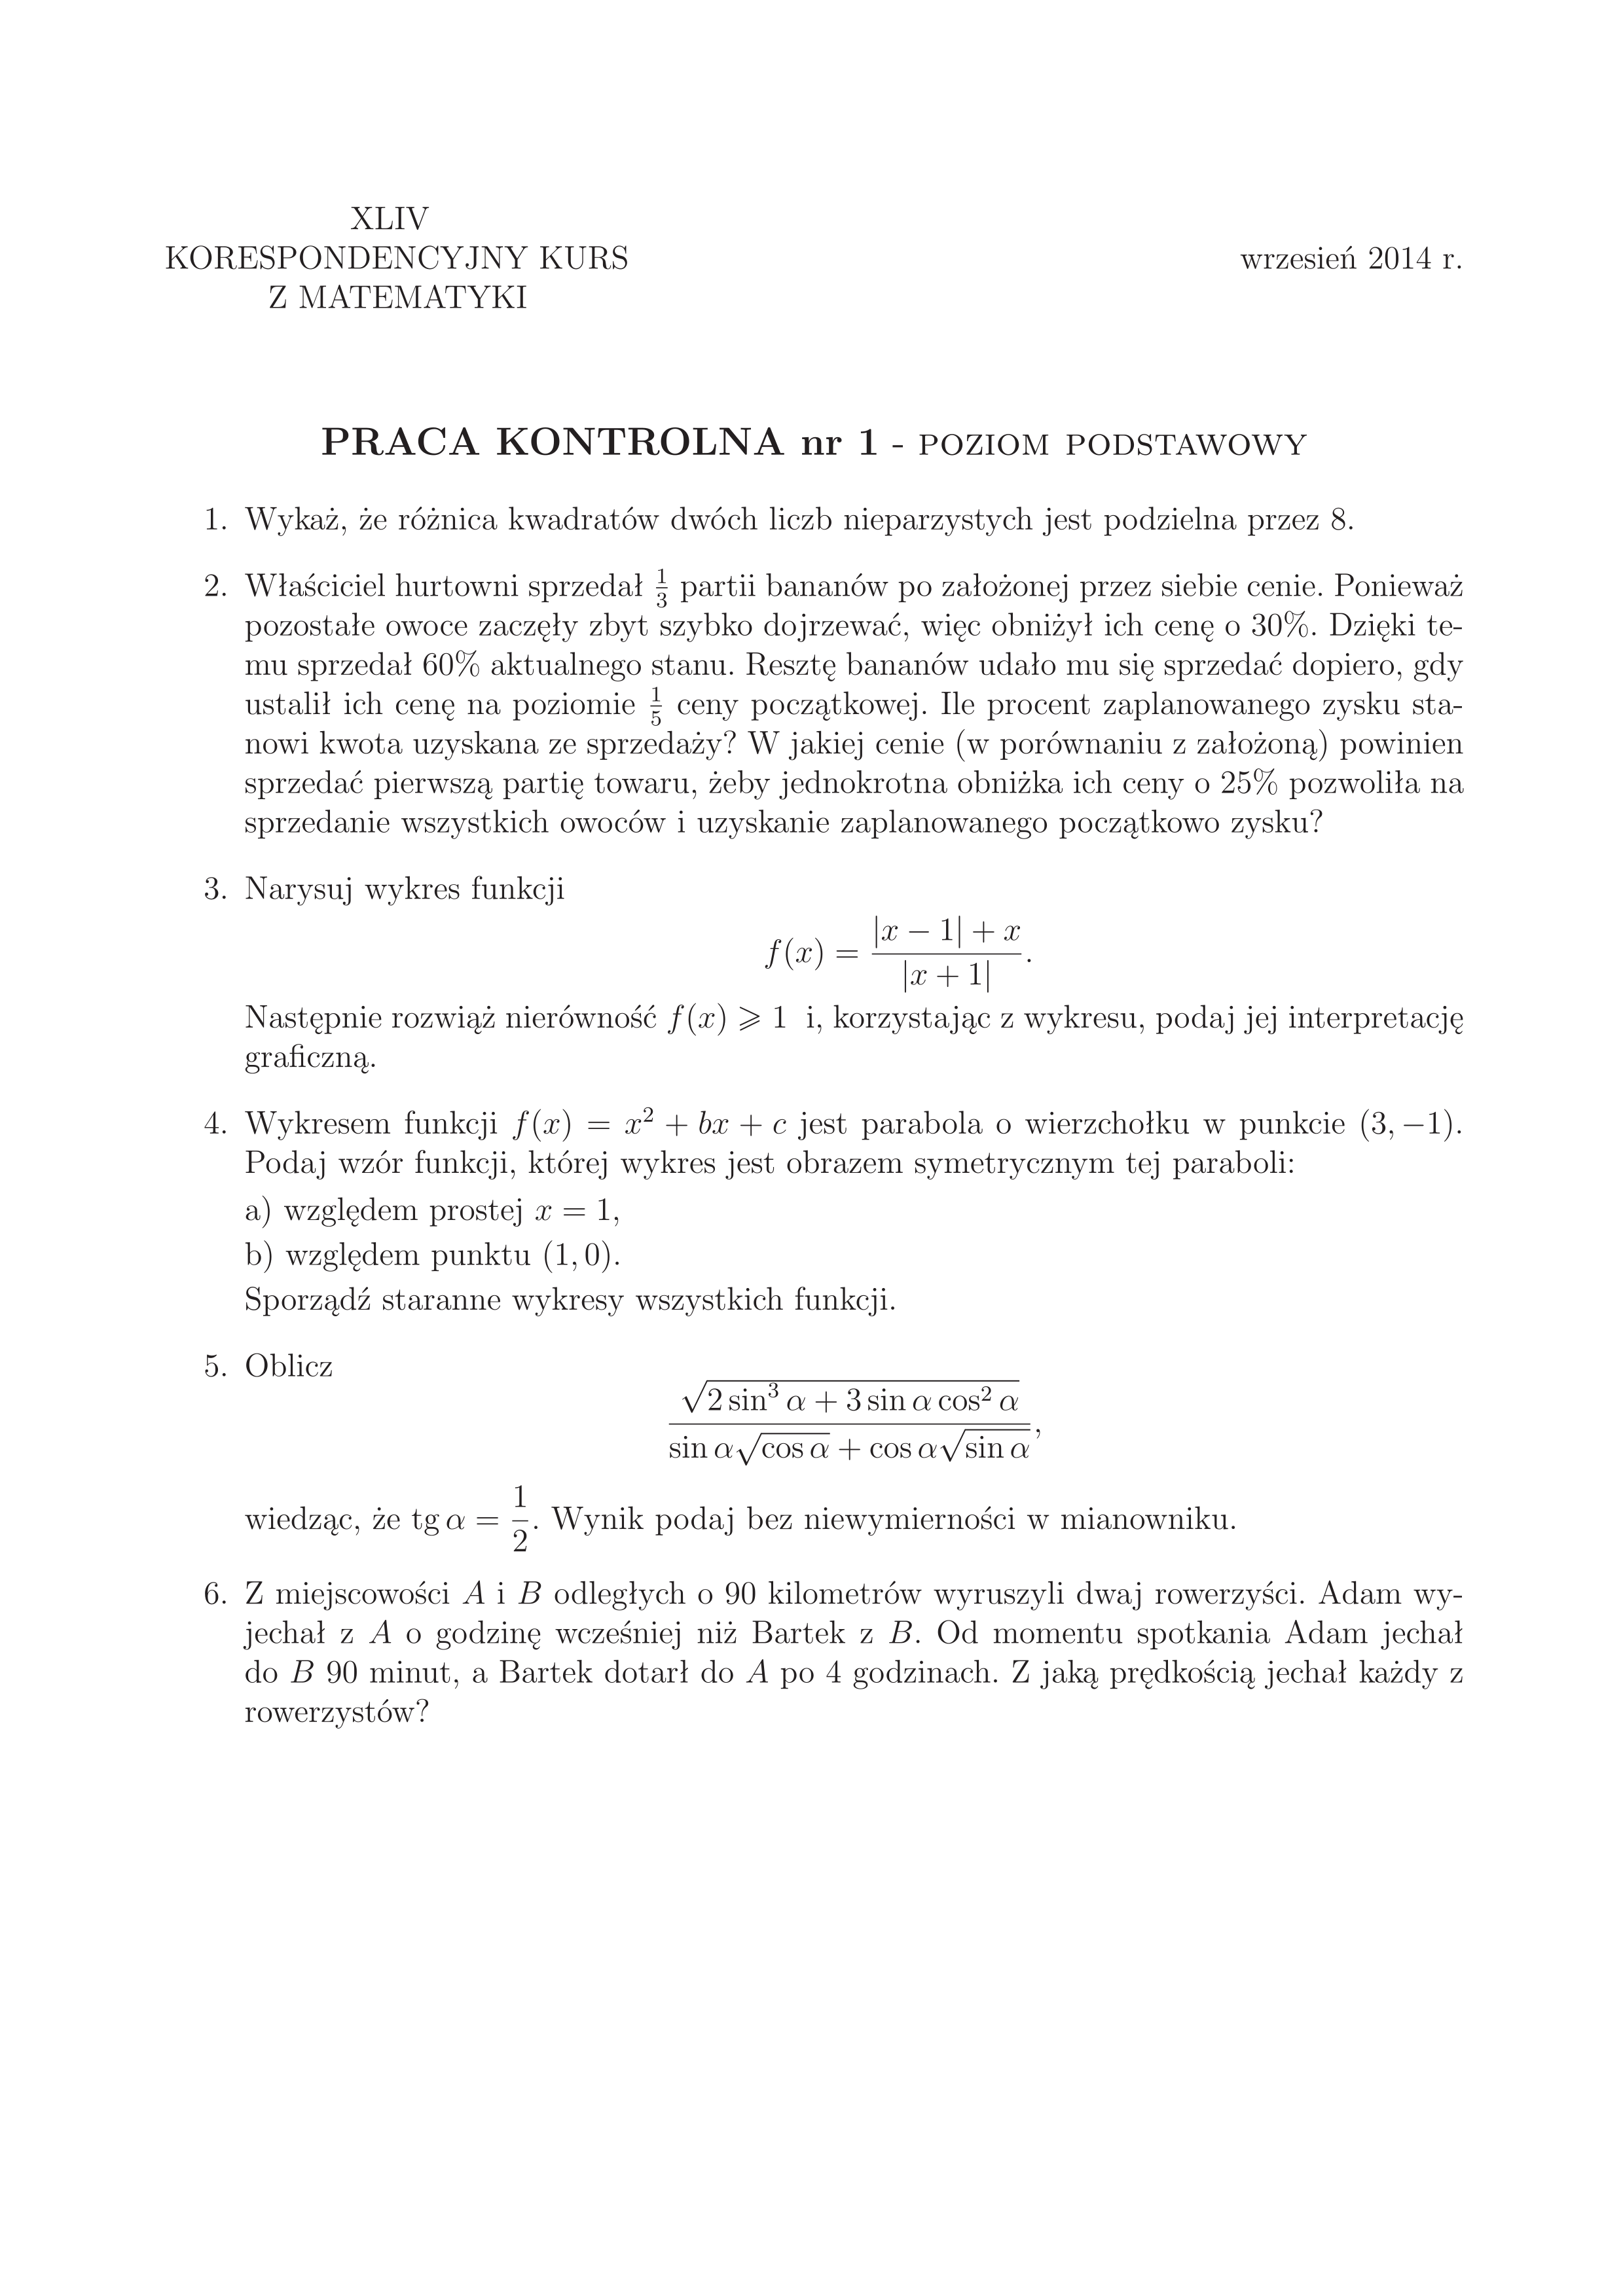 XLIV
KORESPONDENCYJNY KURS
Z MATEMATYKI
wrzesień 2014 r.
PRACA KONTROLNA nr 1 - POZIOM PODSTAWOWY
1. Wykaż, że różnica kwadratów dwóch liczb nieparzystych jest podzielna przez 8.
2. Właściciel hurtowni sprzedał $\frac{1}{3}$ partii bananów po założonej przez siebie cenie. Ponieważ
pozostałe owoce zaczęły zbyt szybko dojrzewać, więc obniżył ich cenę o 30%. Dzięki te-
mu sprzedał 60% aktualnego stanu. Resztę bananów udało mu się sprzedać dopiero, gdy
ustalił ich cenę na poziomie $\frac{1}{5}$ ceny początkowej. Ile procent zaplanowanego zysku sta-
nowi kwota uzyskana ze sprzedaży? W jakiej cenie (w porównaniu z założoną) powinien
sprzedać pierwszą partię towaru, żeby jednokrotna obniżka ich ceny o 25% pozwoliła na
sprzedanie wszystkich owoców i uzyskanie zaplanowanego początkowo zysku?
3. Narysuj wykres funkcji
$f(x) = \frac{|x-1|+x}{|x+1|}.$
Następnie rozwiąż nierówność $f(x) \geqslant 1$ i, korzystając z wykresu, podaj jej interpretację
graficzną.
4. Wykresem funkcji $f(x) = x^2 + bx + c$ jest parabola o wierzchołku w punkcie $(3, -1)$.
Podaj wzór funkcji, której wykres jest obrazem symetrycznym tej paraboli:
a) względem prostej $x = 1$,
b) względem punktu $(1, 0)$.
Sporządź staranne wykresy wszystkich funkcji.
5. Oblicz
$\frac{\sqrt{2\sin^3\alpha + 3\sin\alpha\cos^2\alpha}}{\sin\alpha\sqrt{\cos\alpha} + \cos\alpha\sqrt{\sin\alpha}},$
wiedząc, że $\operatorname{tg}\alpha = \frac{1}{2}$. Wynik podaj bez niewymierności w mianowniku.
6. Z miejscowości $A$ i $B$ odległych o 90 kilometrów wyruszyli dwaj rowerzyści. Adam wy-
jechał z $A$ o godzinę wcześniej niż Bartek z $B$. Od momentu spotkania Adam jechał
do $B$ 90 minut, a Bartek dotarł do $A$ po 4 godzinach. Z jaką prędkością jechał każdy z
rowerzystów?